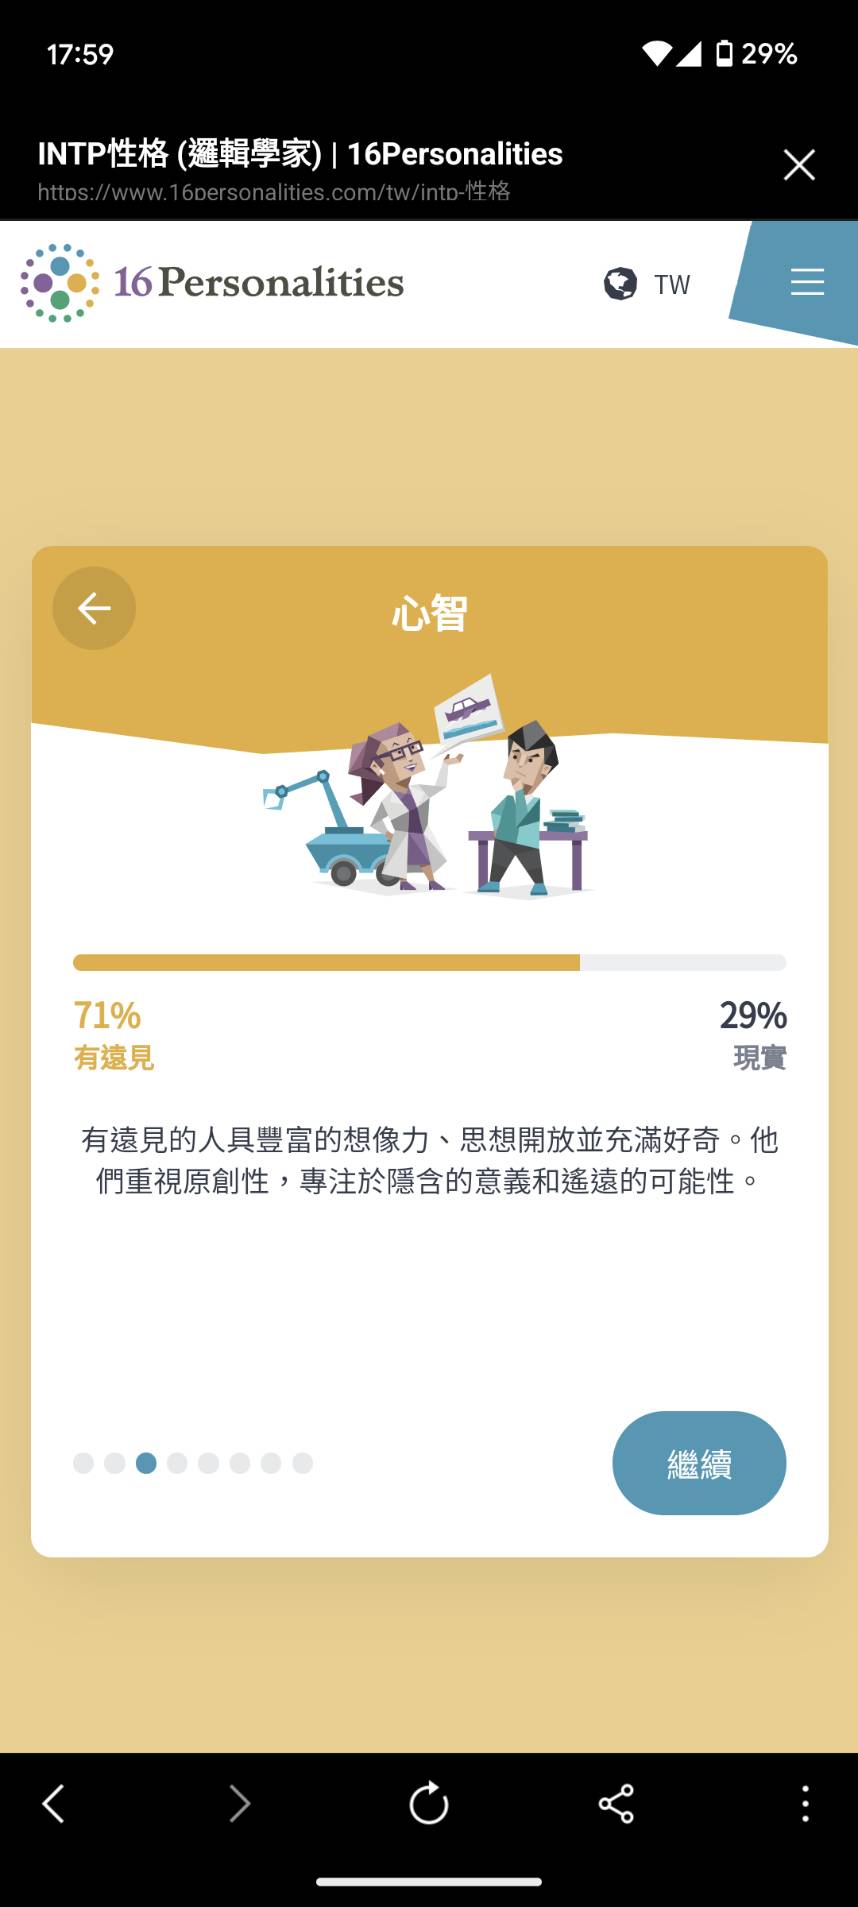 17:59
29%
INTP性格 (邏輯學家) | 16Personalities
https://www.16personalities.com/tw/intp-性格
16Personalities
TW
心智
71%
29%
有遠見
現實
有遠見的人具豐富的想像力、思想開放並充滿好奇。他
們重視原創性，專注於隱含的意義和遙遠的可能性。
繼續